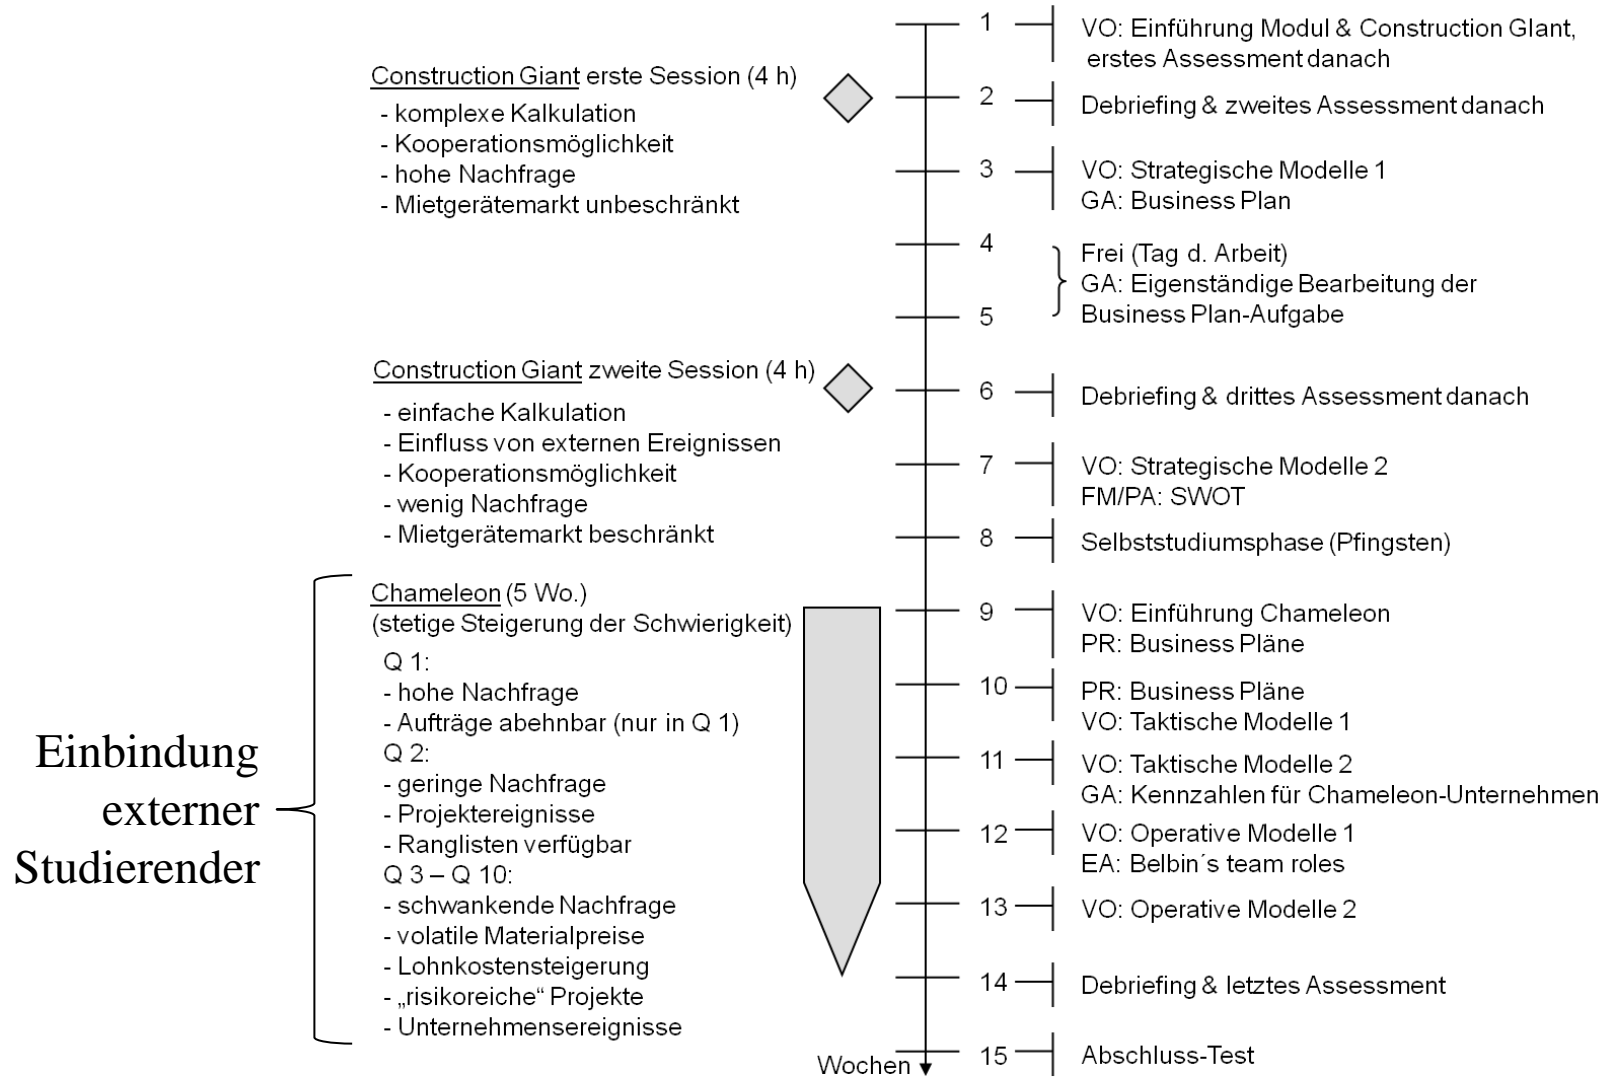 Einbindung
externer
Studierender
Construction Giant erste Session (4 h)
- komplexe Kalkulation
- Kooperationsmöglichkeit
- hohe Nachfrage
- Mietgerätemarkt unbeschränkt
Construction Giant zweite Session (4 h)
- einfache Kalkulation
- Einfluss von externen Ereignissen
- Kooperationsmöglichkeit
- wenig Nachfrage
- Mietgerätemarkt beschränkt
Chameleon (5 Wo.)
(stetige Steigerung der Schwierigkeit)
Q 1:
- hohe Nachfrage
- Aufträge abehnbar (nur in Q 1)
Q 2:
- geringe Nachfrage
- Projektereignisse
- Ranglisten verfügbar
Q 3 – Q 10:
- schwankende Nachfrage
- volatile Materialpreise
- Lohnkostensteigerung
- „risikoreiche“ Projekte
- Unternehmensereignisse
1
VO: Einführung Modul & Construction GIant,
erstes Assessment danach
2
Debriefing & zweites Assessment danach
3
VO: Strategische Modelle 1
GA: Business Plan
4
Frei (Tag d. Arbeit)
GA: Eigenständige Bearbeitung der
Business Plan-Aufgabe
5
6
Debriefing & drittes Assessment danach
7
VO: Strategische Modelle 2
FM/PA: SWOT
8
Selbststudiumsphase (Pfingsten)
9
VO: Einführung Chameleon
PR: Business Pläne
10
PR: Business Pläne
VO: Taktische Modelle 1
11
VO: Taktische Modelle 2
GA: Kennzahlen für Chameleon-Unternehmen
12
VO: Operative Modelle 1
EA: Belbin´s team roles
13
VO: Operative Modelle 2
14
Debriefing & letztes Assessment
15
Abschluss-Test
Wochen